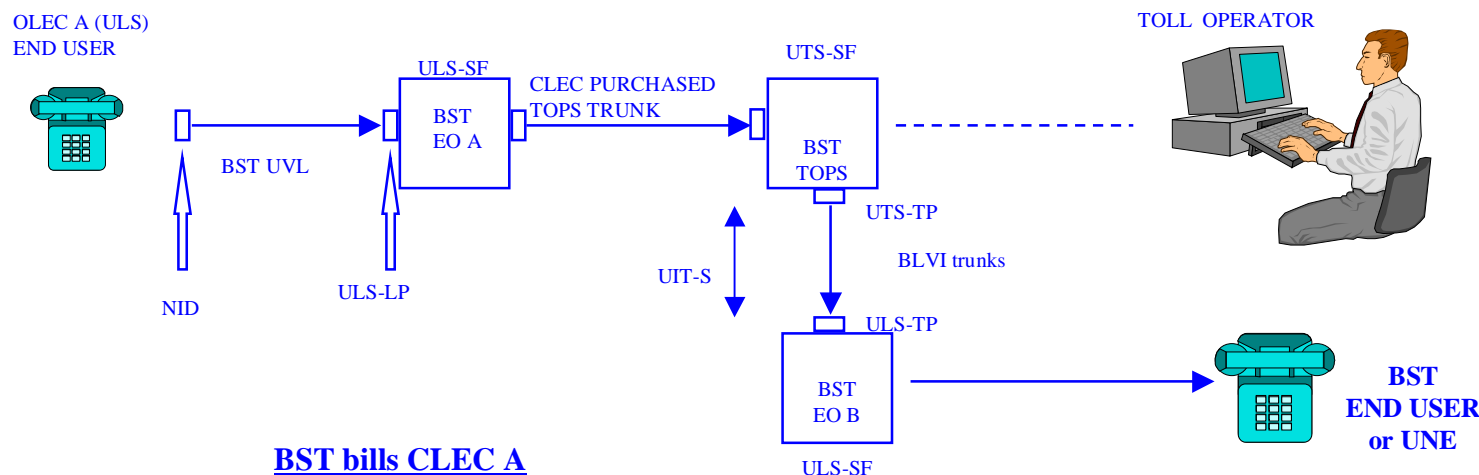 OLEC A (ULS)
END USER
ULS-SF
BST
EO A
CLEC PURCHASED
TOPS TRUNK
UTS-SF
BST
TOPS
TOLL OPERATOR
BST UVL
NID
ULS-LP
UTS-TP
UIT-S
BLVI trunks
ULS-TP
BST
EO B
ULS-SF
BST
END USER
or UNE
BST bills CLEC A